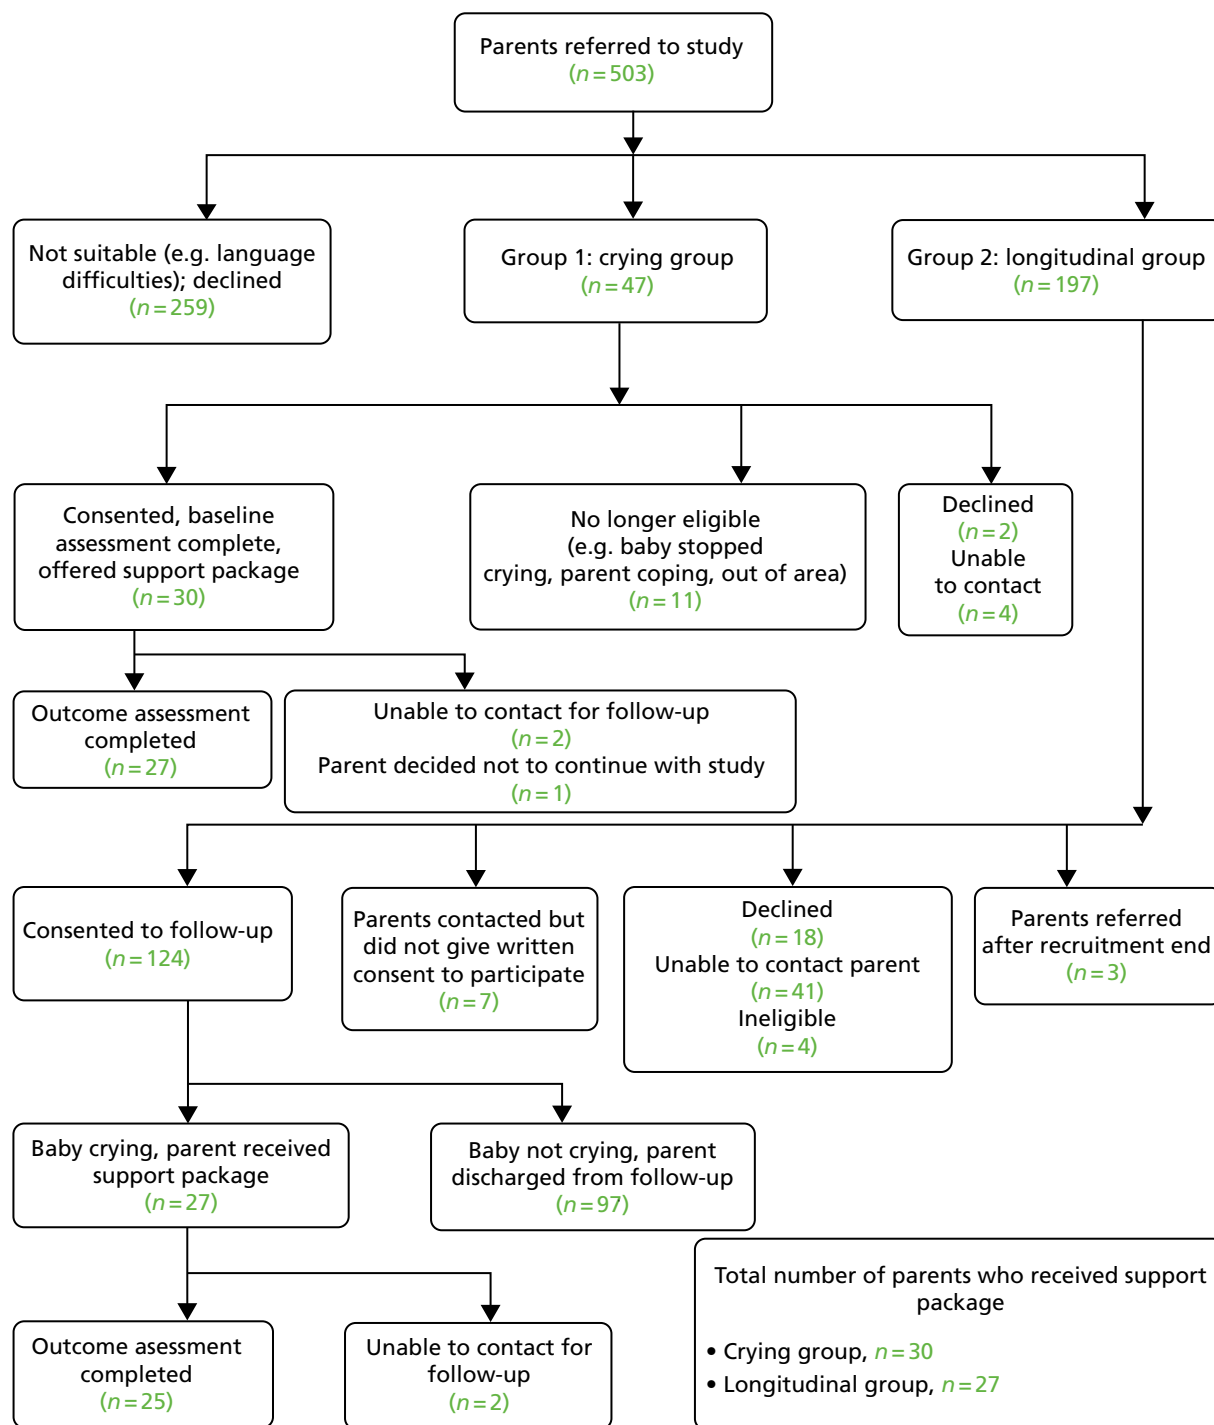 Parents referred to study
(n=503)
Not suitable (e.g. language
difficulties); declined
(n=259)
Group 1: crying group
(n=47)
Group 2: longitudinal group
(n=197)
Consented, baseline
assessment complete,
offered support package
(n=30)
No longer eligible
(e.g. baby stopped
crying, parent coping, out of area)
(n=11)
Declined
(n=2)
Unable
to contact
(n=4)
Outcome assessment
completed
(n=27)
Unable to contact for follow-up
(n=2)
Parent decided not to continue with study
(n=1)
Consented to follow-up
(n=124)
Parents contacted but
did not give written
consent to participate
(n=7)
Declined
(n=18)
Unable to contact parent
(n=41)
Ineligible
(n=4)
Parents referred
after recruitment end
(n=3)
Baby crying, parent received
support package
(n=27)
Baby not crying, parent
discharged from follow-up
(n=97)
Outcome asessment
completed
(n=25)
Unable to contact for
follow-up
(n=2)
Total number of parents who received support
package
• Crying group, n=30
• Longitudinal group, n=27